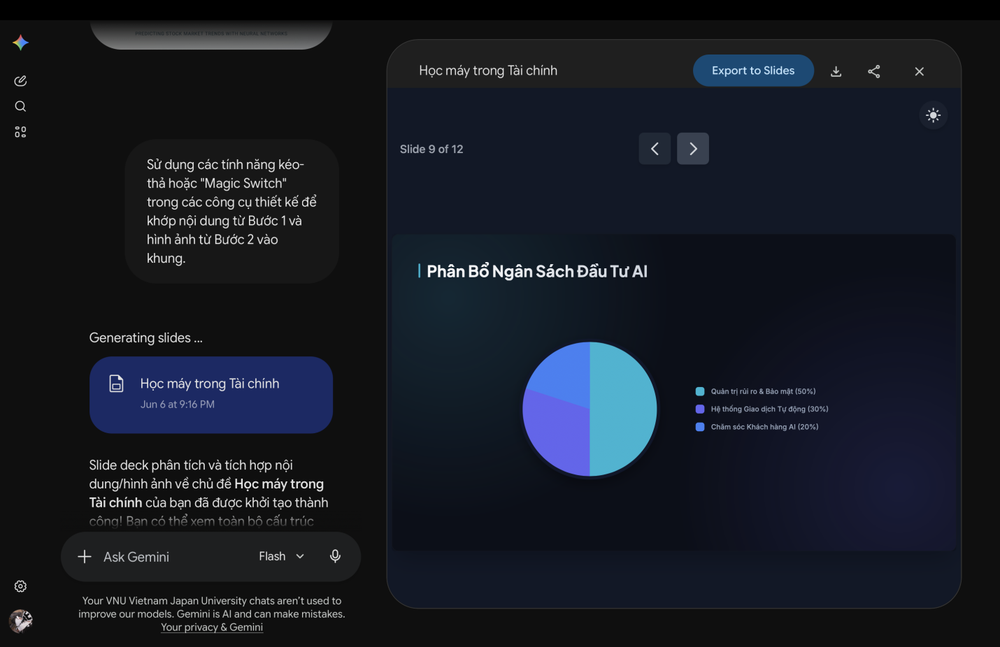 PREDICTING STOCK MARKET TRENDS WITH NEURAL NETWORKS
Sử dụng các tính năng kéo-
thả hoặc "Magic Switch"
trong các công cụ thiết kế để
khớp nội dung từ Bước 1 và
hình ảnh từ Bước 2 vào
khung.
Generating slides ...
Học máy trong Tài chính
Jun 6 at 9:16 PM
Slide deck phân tích và tích hợp nội
dung/hình ảnh về chủ đề Học máy trong
Tài chính của bạn đã được khởi tạo thành
công! Bạn có thể xem toàn bộ cấu trúc
Ask Gemini
Flash
Your VNU Vietnam Japan University chats aren't used to
improve our models. Gemini is AI and can make mistakes.
Your privacy & Gemini
Học máy trong Tài chính
Export to Slides
Slide 9 of 12
Phân Bổ Ngân Sách Đầu Tư AI
Quản trị rủi ro & Bảo mật (50%)
Hệ thống Giao dịch Tự động (30%)
Chăm sóc Khách hàng AI (20%)